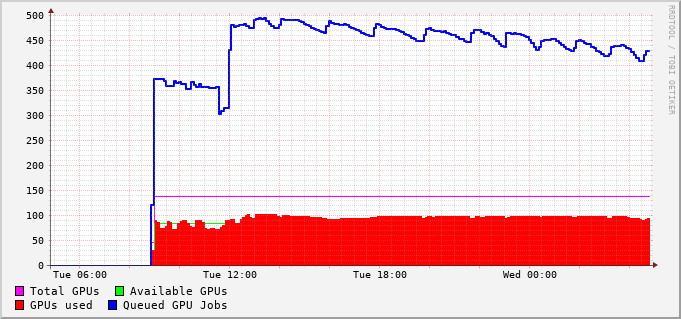 500
450
400
350
300
250
200
150
100
50
0
Tue 06:00 Tue 12:00 Tue 18:00 Wed 00:00
Total GPUs Available GPUs
GPUs used Queued GPU Jobs
RRDTOOL / TOBI OETIKER